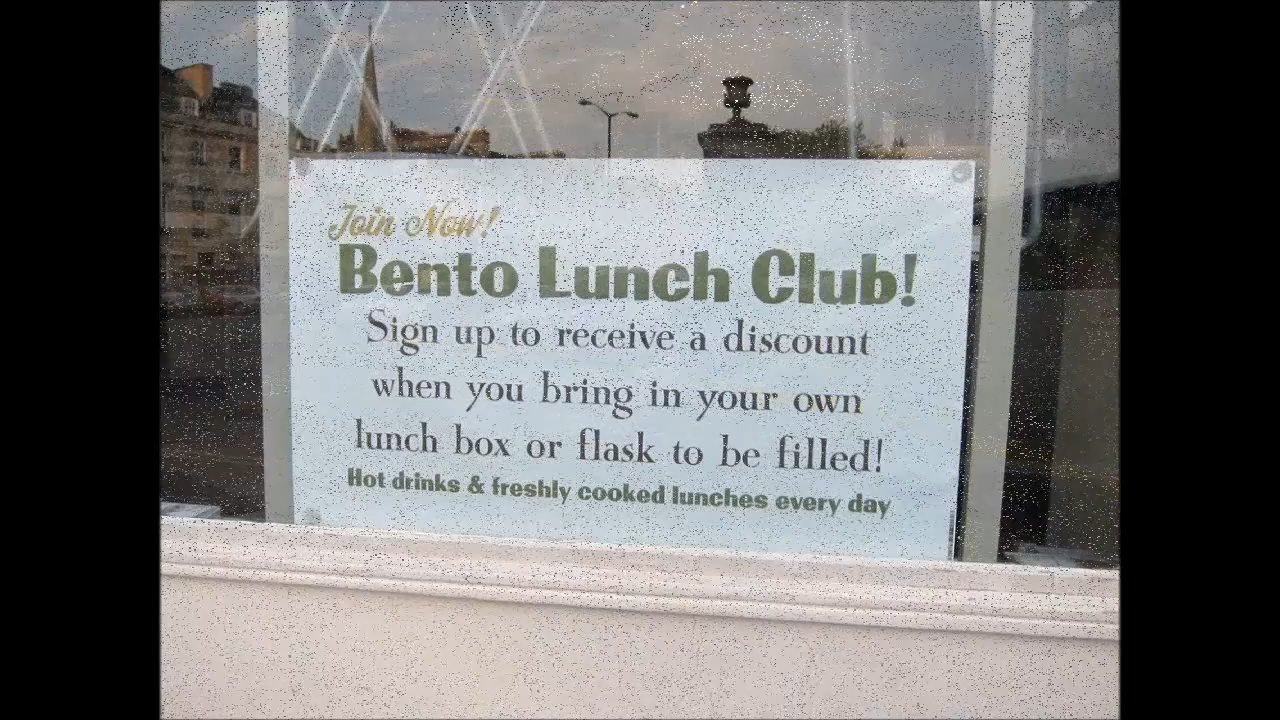 Join Now!
Bento Lunch Club!
Sign up to receive a discount
when you bring in your own
lunch box or flask to be filled!
Hot drinks & freshly cooked lunches every day